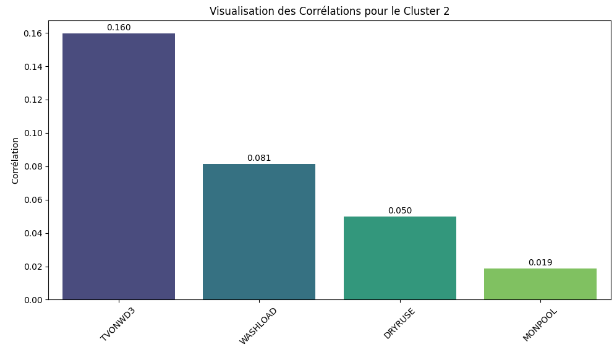 Visualisation des Corrélations pour le Cluster 2
Corrélation
0.16
0.14
0.12
0.10
0.08
0.06
0.04
0.02
0.00
0.160
0.081
0.050
0.019
TVONWD3
WASHLOAD
DRYRUSE
MONPOOL